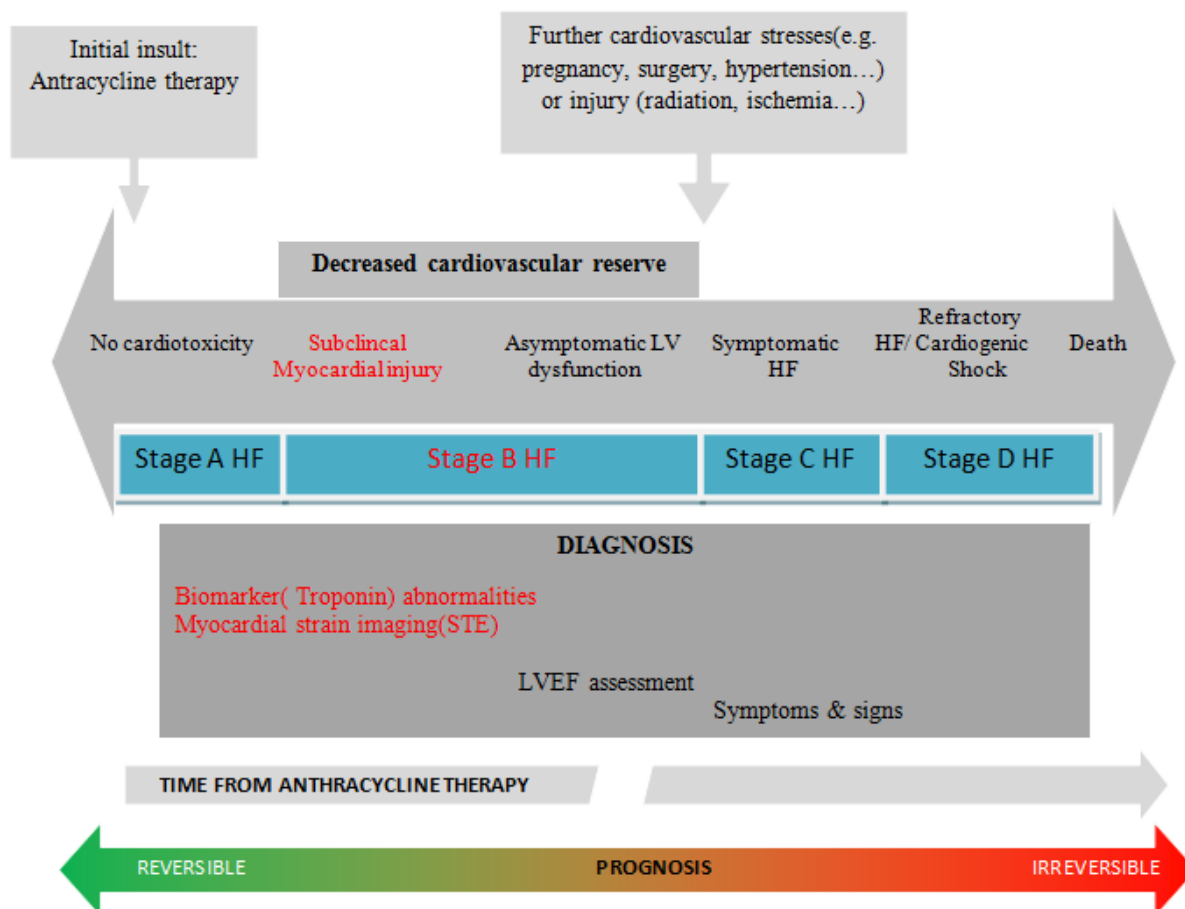 Initial insult:
Antracycline therapy
Further cardiovascular stresses(e.g.
pregnancy, surgery, hypertension…)
or injury (radiation, ischemia…)
Decreased cardiovascular reserve
No cardiotoxicity
Subclincal
Myocardial injury
Asymptomatic LV
dysfunction
Symptomatic
HF
Refractory
HF/ Cardiogenic
Shock
Death
Stage A HF
Stage B HF
Stage C HF
Stage D HF
DIAGNOSIS
Biomarker( Troponin) abnormalities
Myocardial strain imaging(STE)
LVEF assessment
Symptoms & signs
TIME FROM ANTHRACYCLINE THERAPY
REVERSIBLE
PROGNOSIS
IRREVERSIBLE